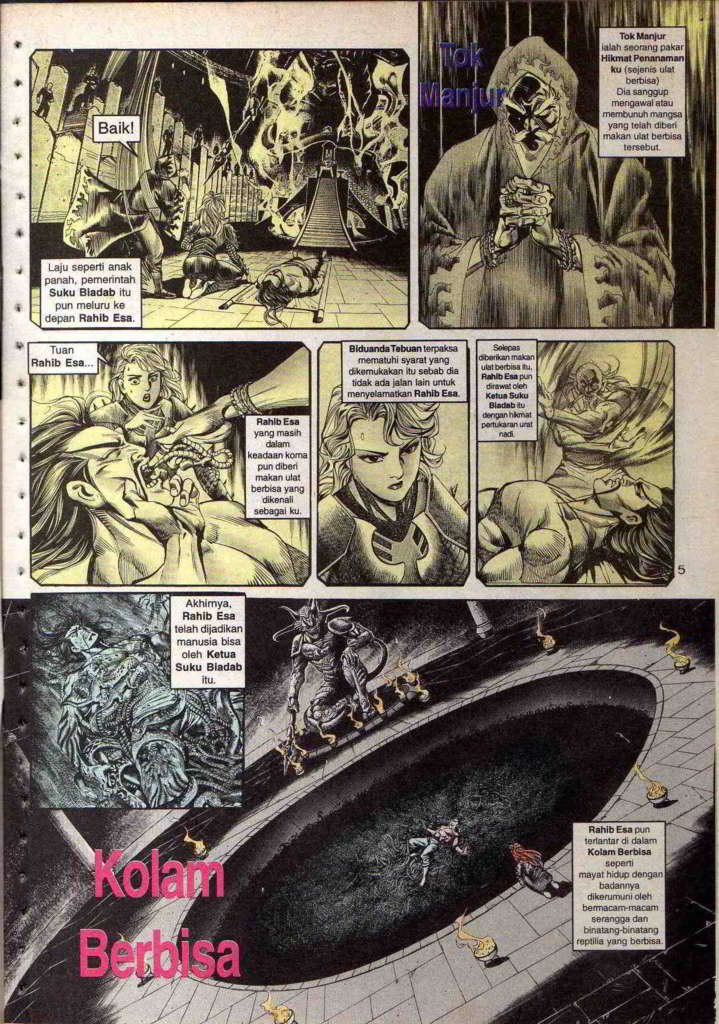 Baik!
Laju seperti anak
panah, pemerintah
Suku Biadab itu
pun meluru ke
depan Rahib Esa.
Tok
Manjur
Tok Manjur
ialah seorang pakar
Hikmat Penanaman
ku (sejenis ulat
berbisa)
Dia sanggup
mengawal atau
membunuh mangsa
yang telah diberi
makan ulat berbisa
tersebut.
Tuan
Rahib Esa...
Rahib Esa
yang masih
dalam
keadaan koma
pun diberi
makan ulat
berbisa yang
dikenali
sebagai ku.
Biduanda Tebuan terpaksa
mematuhi syarat yang
dikemukakan itu sebab dia
tidak ada jalan lain untuk
menyelamatkan Rahib Esa.
Selepas
diberikan makan
ulat berbisa itu,
Rahib Esa pun
dirawat oleh
Ketua Suku
Biadab itu
dengan hikmat
pertukaran urat
nadi.
5
Akhirnya,
Rahib Esa
telah dijadikan
manusia bisa
oleh Ketua
Suku Biadab
itu.
Kolam
Berbisa
Rahib Esa pun
terlantar di dalam
Kolam Berbisa
seperti
mayat hidup dengan
badannya
dikerumuni oleh
bermacam-macam
serangga dan
binatang-binatang
reptilia yang berbisa.